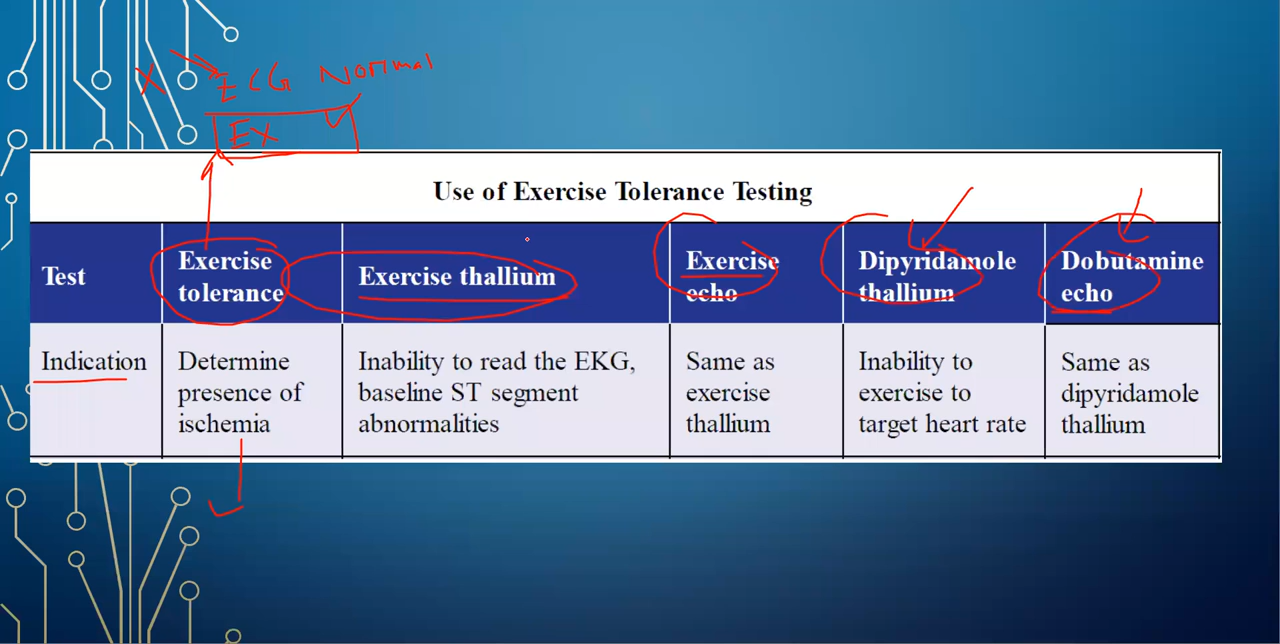 X ECG Normal
EX
Use of Exercise Tolerance Testing
Test
Exercise
tolerance
Exercise thallium
Exercise
echo
Dipyridamole
thallium
Dobutamine
echo
Indication
Determine
presence of
ischemia
Inability to read the EKG,
baseline ST segment
abnormalities
Same as
exercise
thallium
Inability to
exercise to
target heart rate
Same as
dipyridamole
thallium